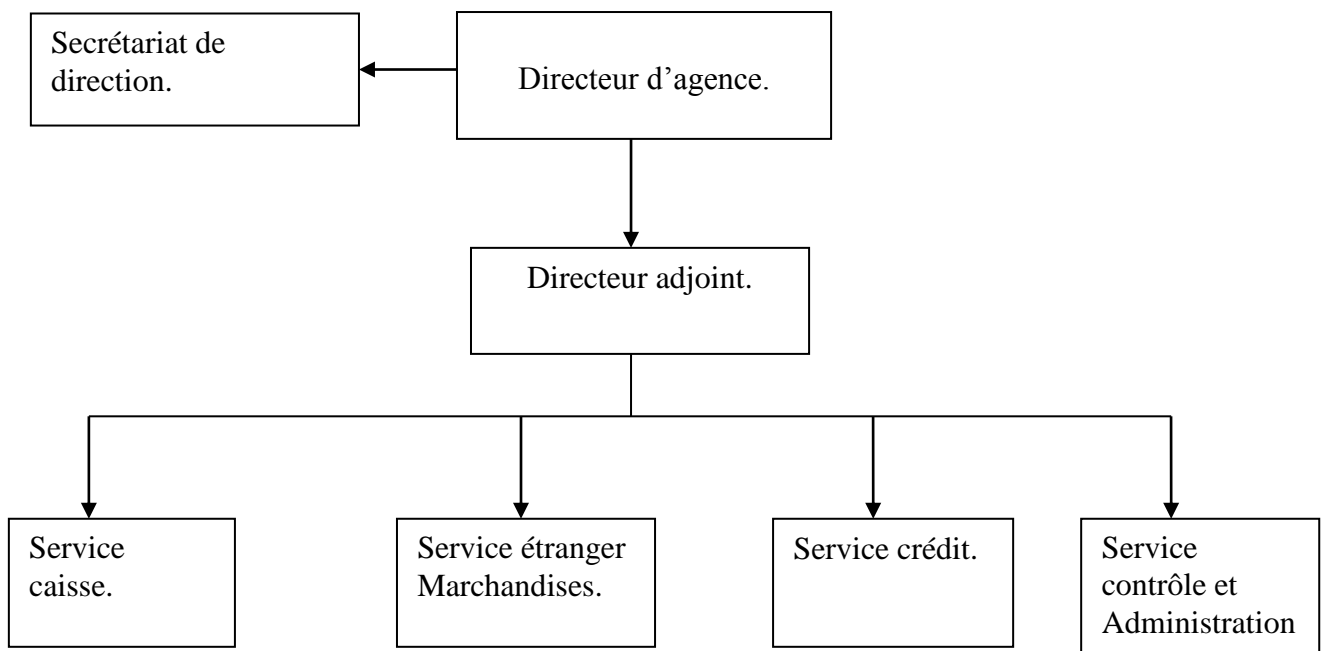 Secrétariat de
direction.
Directeur d’agence.
Directeur adjoint.
Service
caisse.
Service étranger
Marchandises.
Service crédit.
Service
contrôle et
Administration